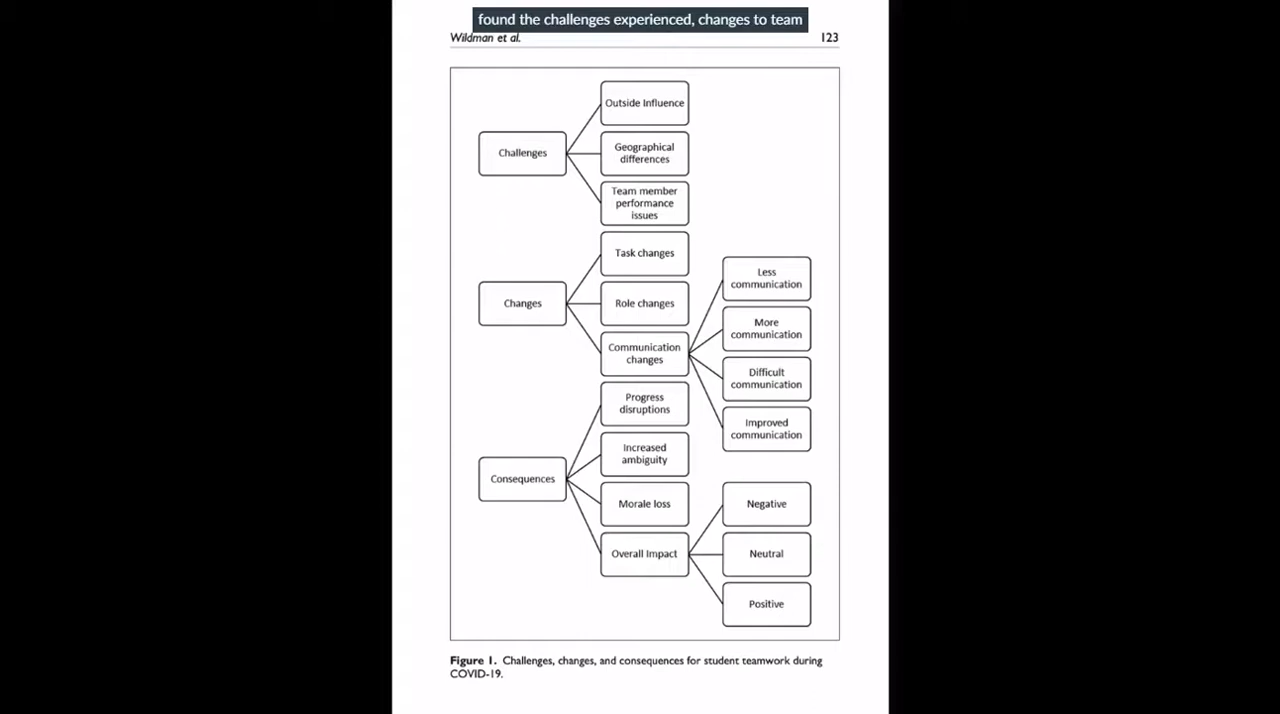 found the challenges experienced, changes to team
Wildman et al.
123
Outside Influence
Challenges
Geographical
differences
Team member
performance
issues
Task changes
Changes
Role changes
Communication
changes
Less
communication
More
communication
Difficult
communication
Improved
communication
Progress
disruptions
Increased
ambiguity
Consequences
Morale loss
Overall Impact
Negative
Neutral
Positive
Figure 1. Challenges, changes, and consequences for student teamwork during
COVID-19.